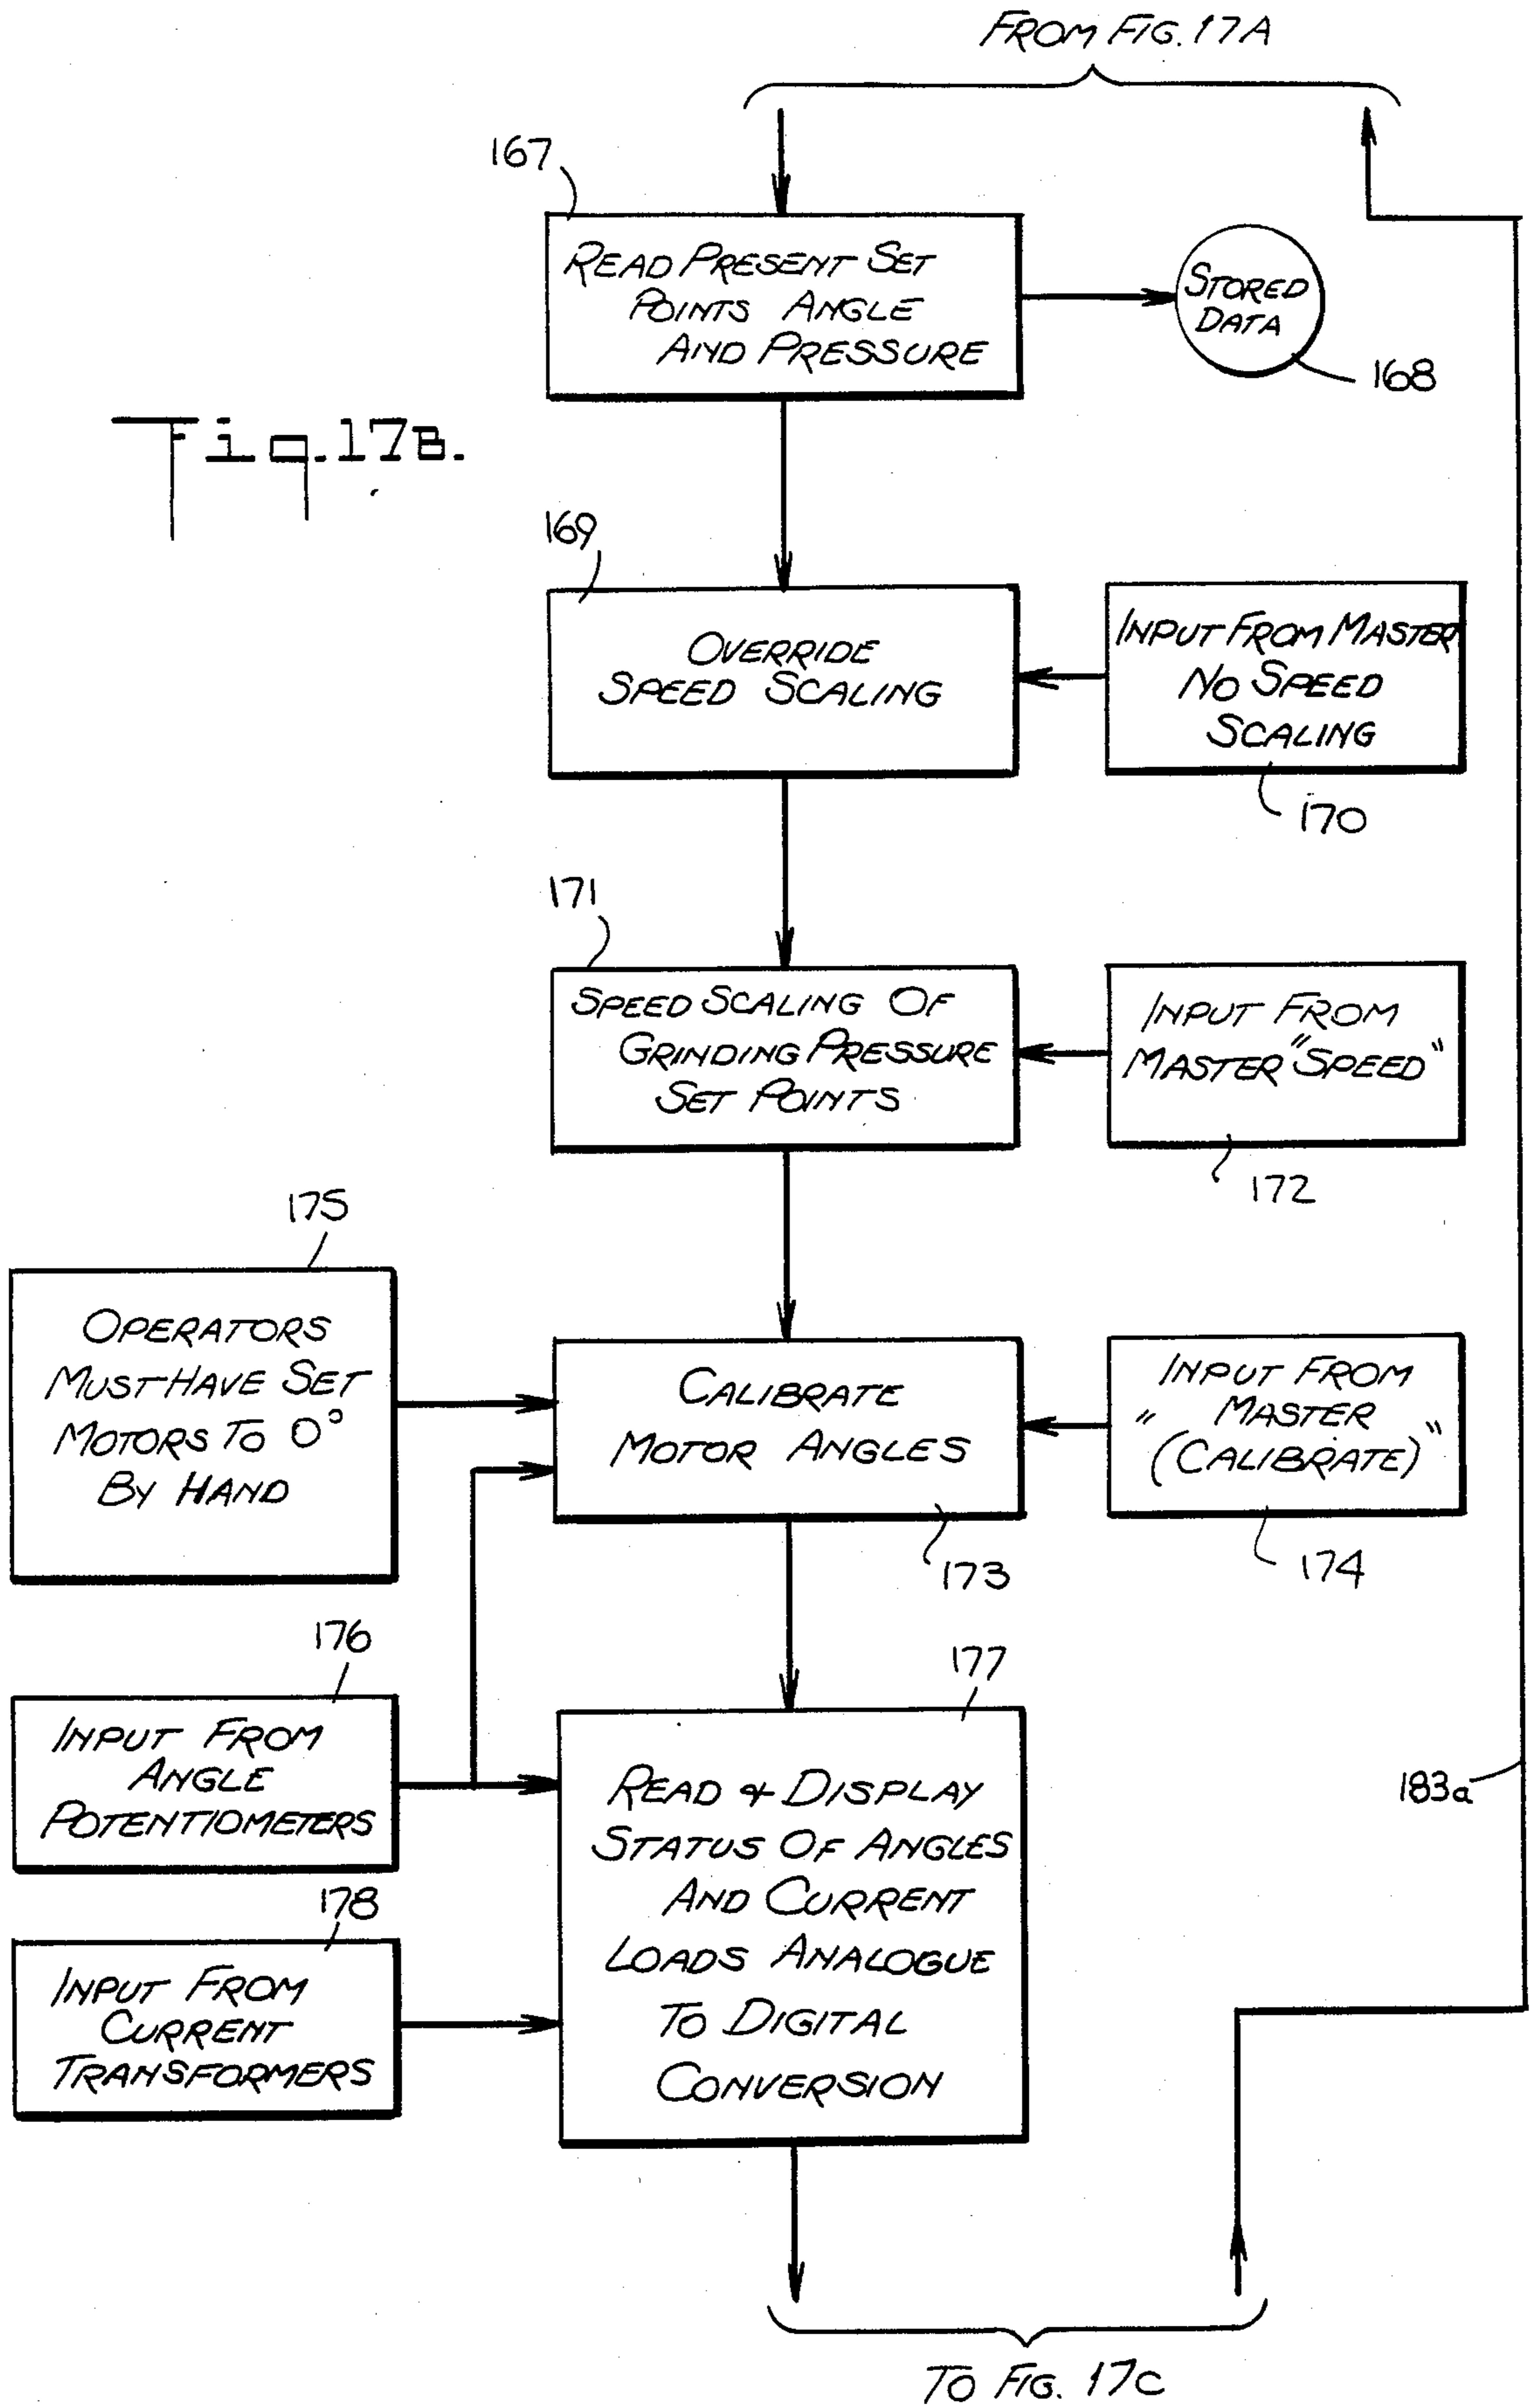 FROM FIG. 17A
167
READ PRESENT SET
POINTS ANGLE
AND PRESSURE
STORED
DATA
168
Fig. 17B.
169
OVERRIDE
SPEED SCALING
INPUT FROM MASTER
NO SPEED
SCALING
170
171
SPEED SCALING OF
GRINDING PRESSURE
SET POINTS
INPUT FROM
MASTER "SPEED"
172
175
OPERATORS
MUST HAVE SET
MOTORS TO 0°
BY HAND
CALIBRATE
MOTOR ANGLES
173
INPUT FROM
MASTER
"(CALIBRATE)"
174
176
INPUT FROM
ANGLE
POTENTIOMETERS
177
READ & DISPLAY
STATUS OF ANGLES
AND CURRENT
LOADS ANALOGUE
TO DIGITAL
CONVERSION
183a
178
INPUT FROM
CURRENT
TRANSFORMERS
TO FIG. 17C